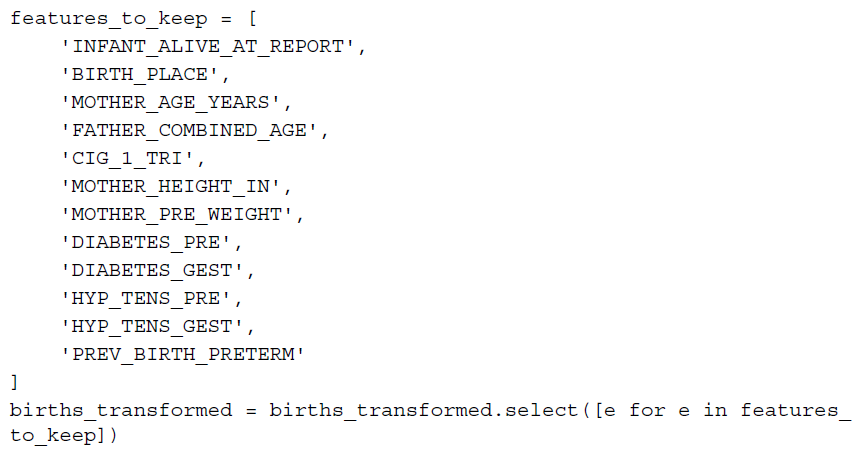 features_to_keep = [
    'INFANT_ALIVE_AT_REPORT',
    'BIRTH_PLACE',
    'MOTHER_AGE_YEARS',
    'FATHER_COMBINED_AGE',
    'CIG_1_TRI',
    'MOTHER_HEIGHT_IN',
    'MOTHER_PRE_WEIGHT',
    'DIABETES_PRE',
    'DIABETES_GEST',
    'HYP_TENS_PRE',
    'HYP_TENS_GEST',
    'PREV_BIRTH_PRETERM'
]
births_transformed = births_transformed.select([e for e in features_
to_keep])